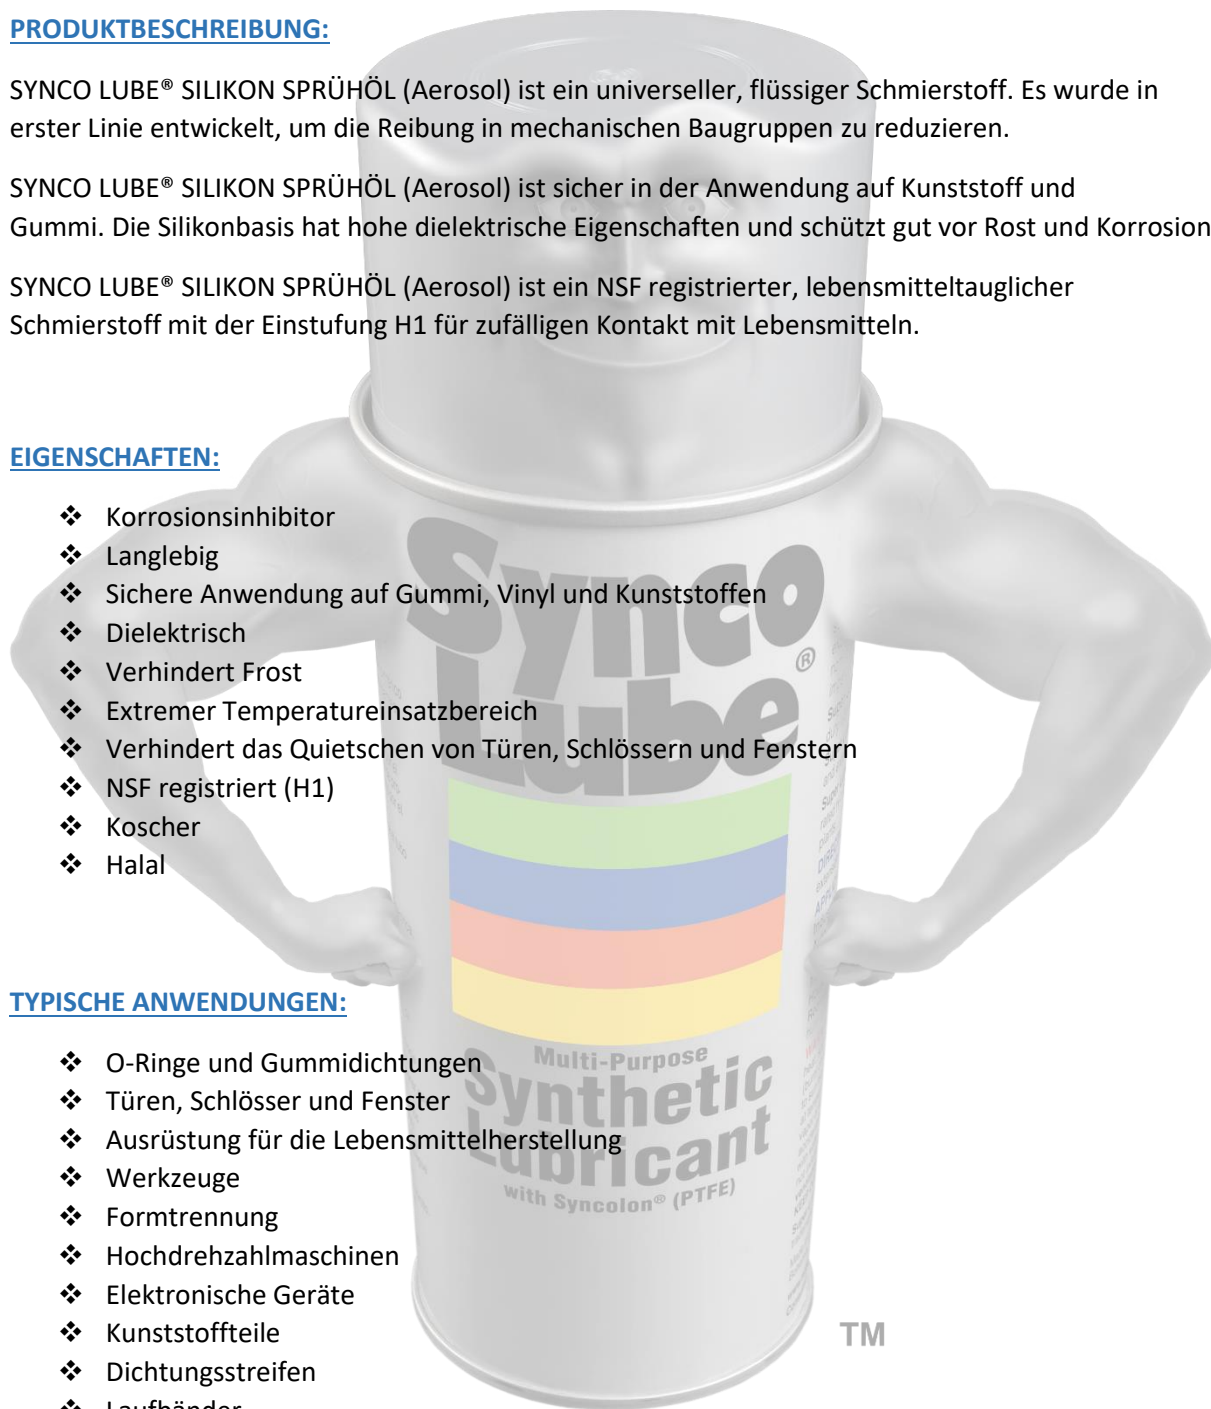 PRODUKTBESCHREIBUNG:
SYNCO LUBE® SILIKON SPRÜHÖL (Aerosol) ist ein universeller, flüssiger Schmierstoff. Es wurde in
erster Linie entwickelt, um die Reibung in mechanischen Baugruppen zu reduzieren.
SYNCO LUBE® SILIKON SPRÜHÖL (Aerosol) ist sicher in der Anwendung auf Kunststoff und
Gummi. Die Silikonbasis hat hohe dielektrische Eigenschaften und schützt gut vor Rost und Korrosion
SYNCO LUBE® SILIKON SPRÜHÖL (Aerosol) ist ein NSF registrierter, lebensmitteltauglicher
Schmierstoff mit der Einstufung H1 für zufälligen Kontakt mit Lebensmitteln.
EIGENSCHAFTEN:
❖ Korrosionsinhibitor
❖ Langlebig
❖ Sichere Anwendung auf Gummi, Vinyl und Kunststoffen
❖ Dielektrisch
❖ Verhindert Frost
❖ Extremer Temperatureinsatzbereich
❖ Verhindert das Quietschen von Türen, Schlössern und Fenstern
❖ NSF registriert (H1)
❖ Koscher
❖ Halal
TYPISCHE ANWENDUNGEN:
❖ O-Ringe und Gummidichtungen
❖ Türen, Schlösser und Fenster
❖ Ausrüstung für die Lebensmittelherstellung
❖ Werkzeuge
❖ Formtrennung
❖ Hochdrehzahlmaschinen
❖ Elektronische Geräte
❖ Kunststoffteile
❖ Dichtungsstreifen
❖ Laufbänder
Synco
Lube®
Multi-Purpose
Synthetic
Lubricant
with Syncolon® (PTFE)
TM